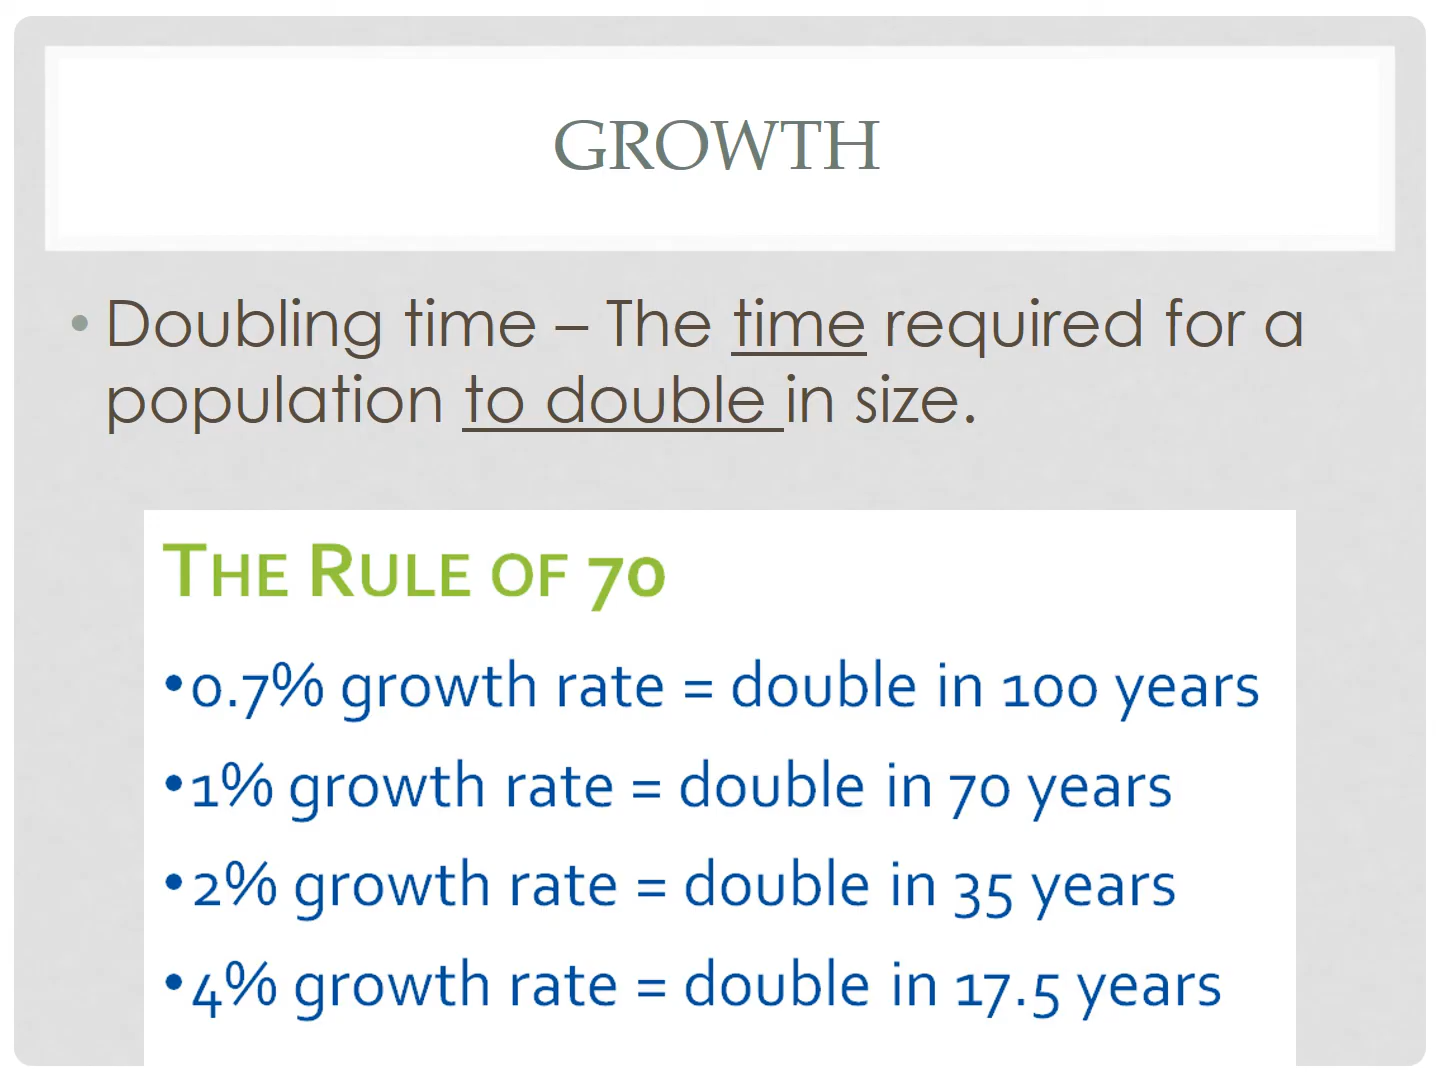 GROWTH
• Doubling time – The time required for a
population to double in size.
THE RULE OF 70
•0.7% growth rate = double in 100 years
•1% growth rate = double in 70 years
•2% growth rate = double in 35 years
•4% growth rate = double in 17.5 years